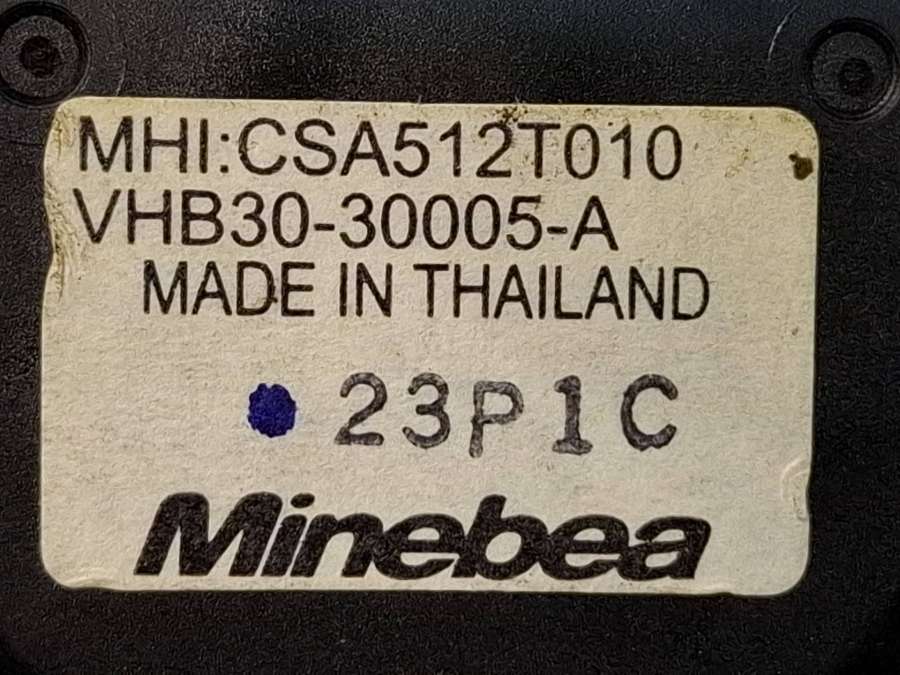 MHI:CSA512T010
VHB30-30005-A
MADE IN THAILAND
23P1C
Minebea